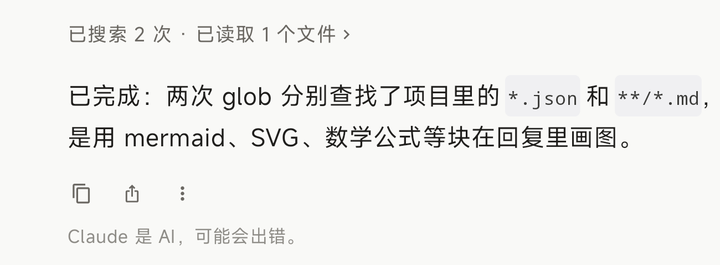 已搜索 2 次 · 已读取 1 个文件 >
已完成：两次 glob 分别查找了项目里的 *.json 和 **/*.md,
是用 mermaid、SVG、数学公式等块在回复里画图。
Claude 是 AI，可能会出错。